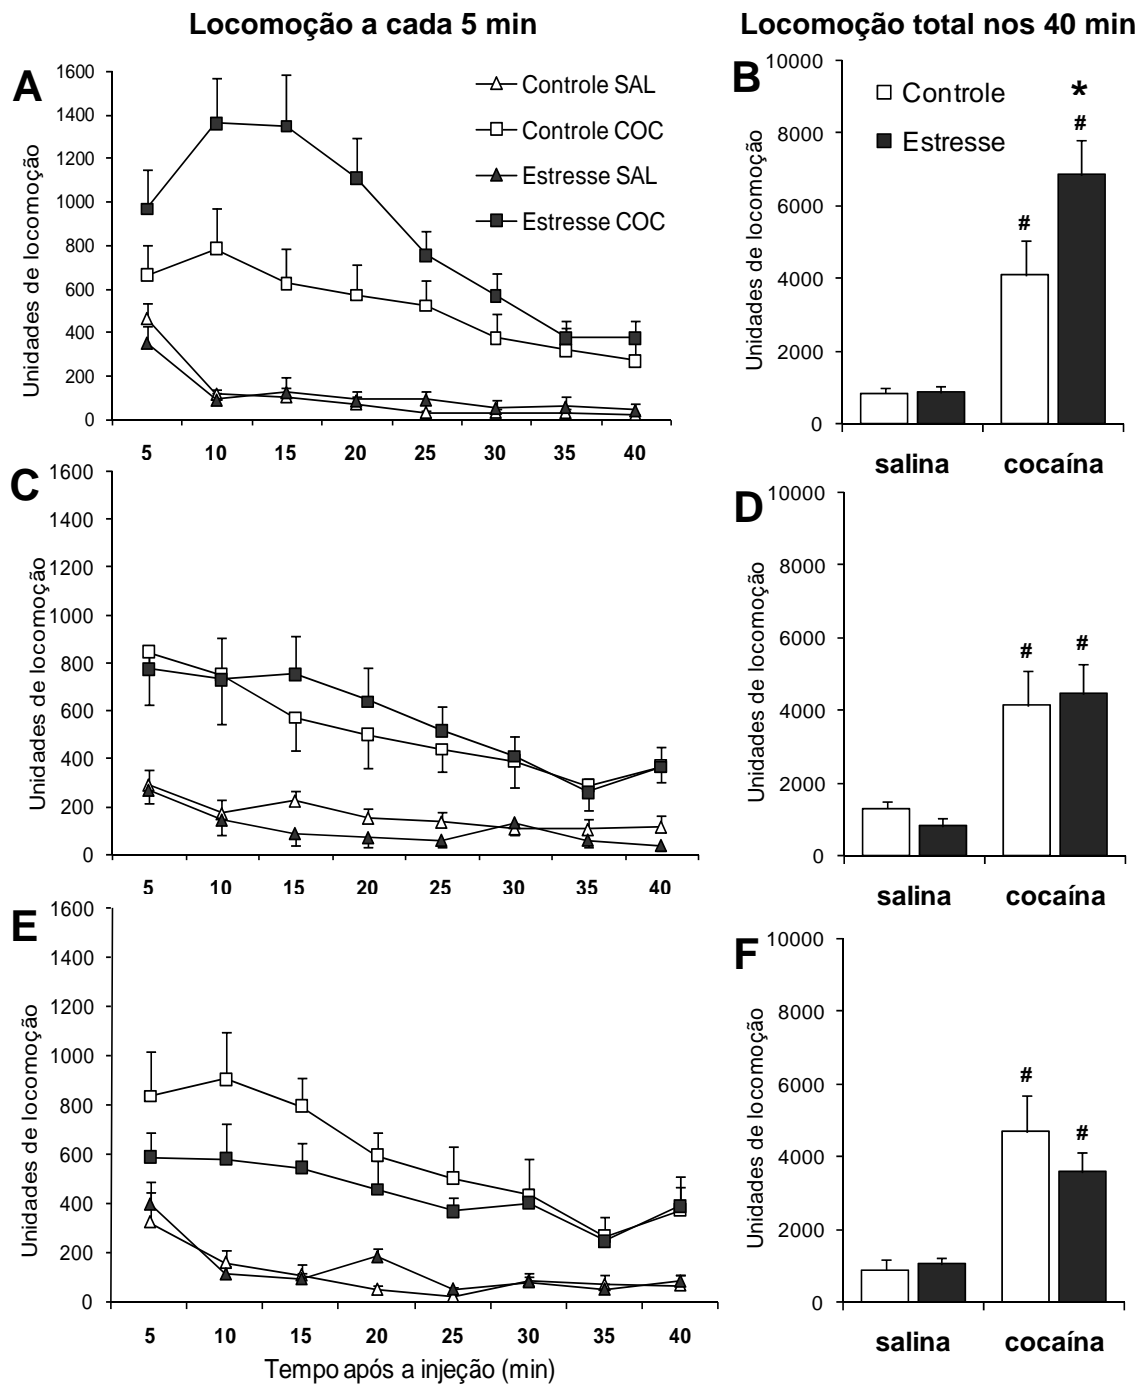 Locomoção a cada 5 min
Locomoção total nos 40 min
A
Unidades de locomoção
1600
1400
1200
1000
800
600
400
200
0
5 10 15 20 25 30 35 40
Controle SAL
Controle COC
Estresse SAL
Estresse COC
B
Unidades de locomoção
10000
8000
6000
4000
2000
0
Controle
Estresse
*
#
#
salina cocaína
C
Unidades de locomoção
1600
1400
1200
1000
800
600
400
200
0
5 10 15 20 25 30 35 40
D
Unidades de locomoção
10000
8000
6000
4000
2000
0
# #
salina cocaína
E
Unidades de locomoção
1600
1400
1200
1000
800
600
400
200
0
5 10 15 20 25 30 35 40
Tempo após a injeção (min)
F
Unidades de locomoção
10000
8000
6000
4000
2000
0
#
#
salina cocaína